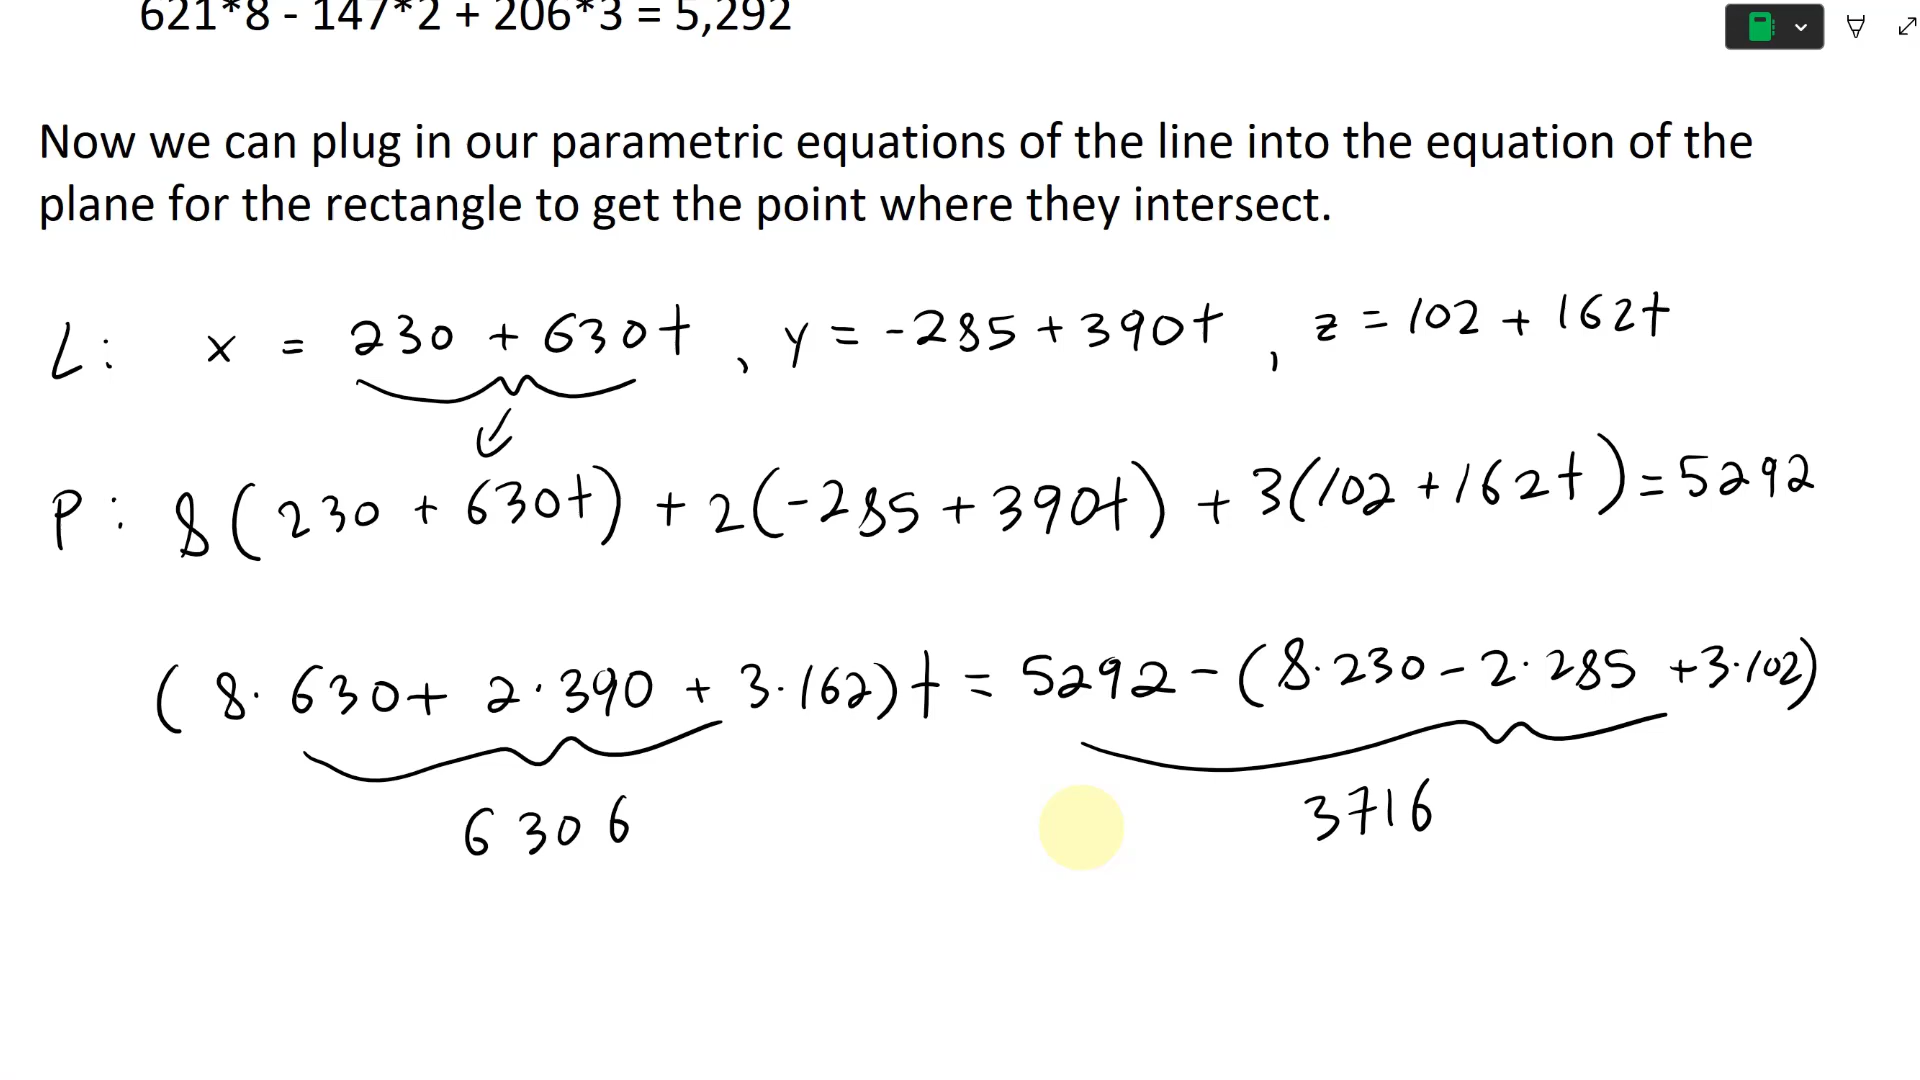 621*8 - 147*2 + 206*3 = 5,292
Now we can plug in our parametric equations of the line into the equation of the
plane for the rectangle to get the point where they intersect.
L: x = 230 + 630t , y = -285 + 390t , z = 102 + 162t
P: 8(230 + 630t) + 2(-285 + 390t) + 3(102 + 162t) = 5292
(8·630 + 2·390 + 3·162)t = 5292 - (8·230 - 2·285 + 3·102)
6306 3716